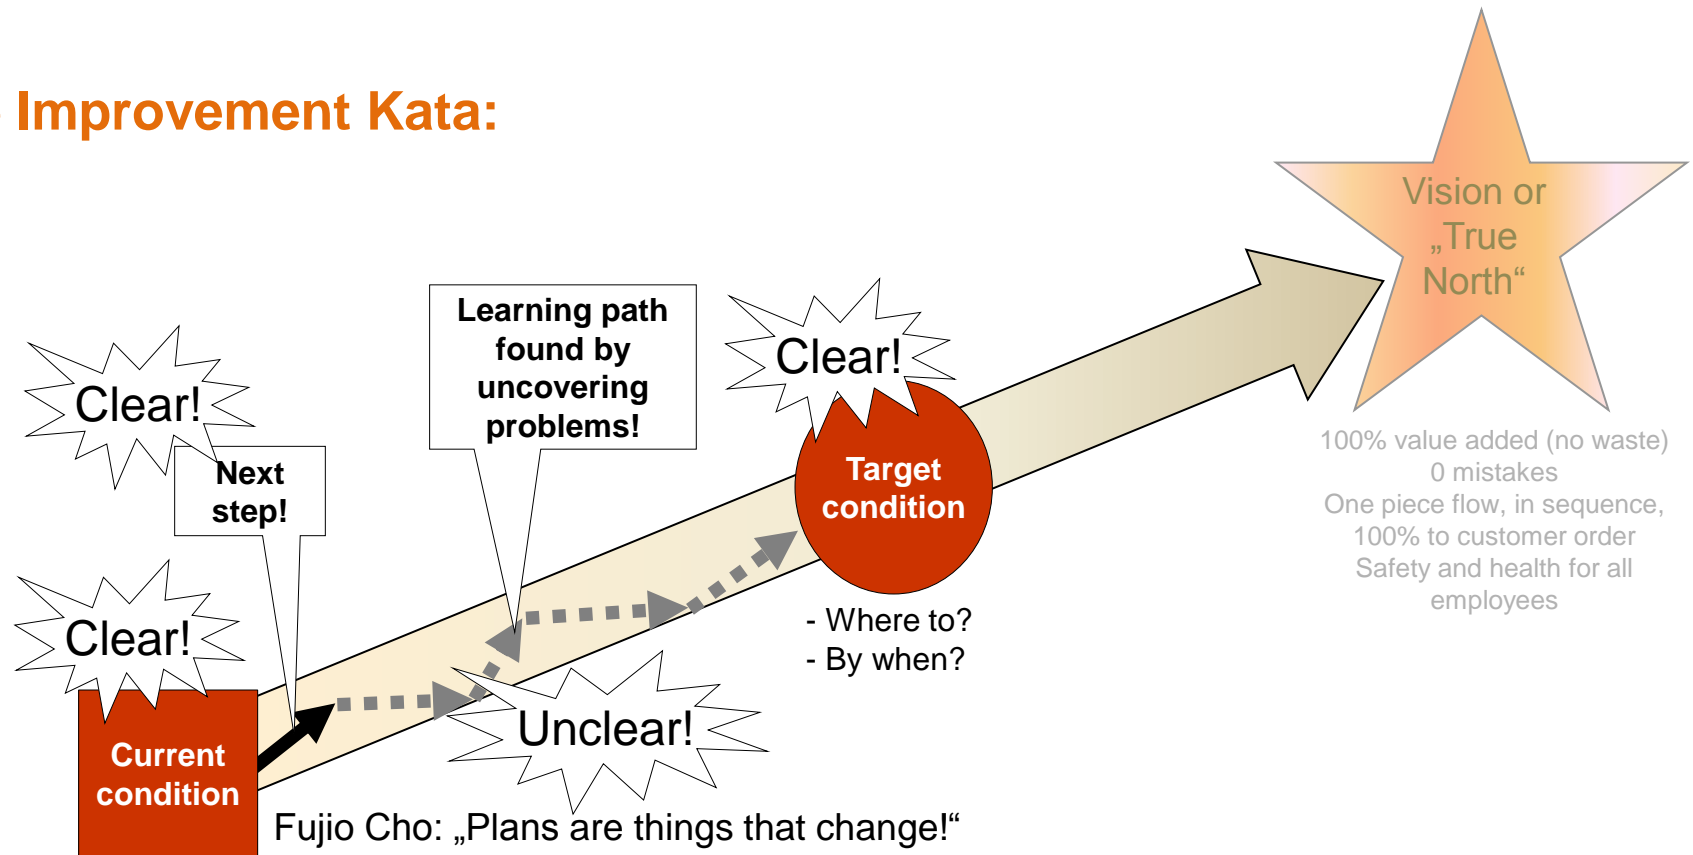 Improvement Kata:
Vision or
„True
North“
100% value added (no waste)
0 mistakes
One piece flow, in sequence,
100% to customer order
Safety and health for all
employees
Learning path
found by
uncovering
problems!
Clear!
Clear!
Next
step!
Target
condition
- Where to?
- By when?
Clear!
Unclear!
Current
condition
Fujio Cho: „Plans are things that change!“